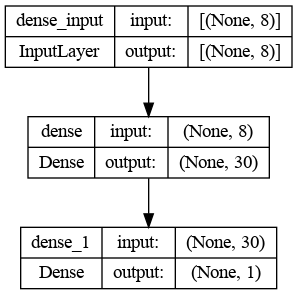 dense_input input: [(None, 8)]
InputLayer output: [(None, 8)]
dense input: (None, 8)
Dense output: (None, 30)
dense_1 input: (None, 30)
Dense output: (None, 1)